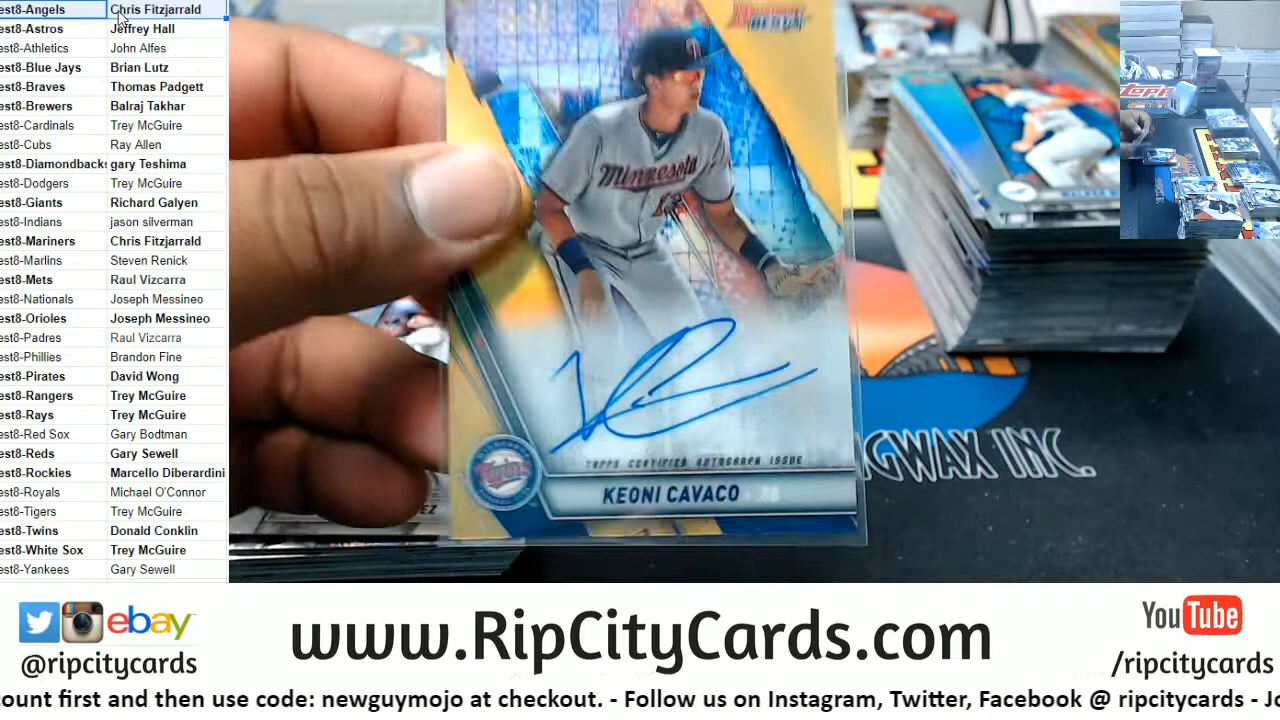 est8-Angels Chris Fitzjarrald
est8-Astros Jeffrey Hall
est8-Athletics John Alfes
est8-Blue Jays Brian Lutz
est8-Braves Thomas Padgett
est8-Brewers Balraj Takhar
est8-Cardinals Trey McGuire
est8-Cubs Ray Allen
est8-Diamondbacks gary Teshima
est8-Dodgers Trey McGuire
est8-Giants Richard Galyen
est8-Indians jason silverman
est8-Mariners Chris Fitzjarrald
est8-Marlins Steven Renick
est8-Mets Raul Vizcarra
est8-Nationals Joseph Messineo
est8-Orioles Joseph Messineo
est8-Padres Raul Vizcarra
est8-Phillies Brandon Fine
est8-Pirates David Wong
est8-Rangers Trey McGuire
est8-Rays Trey McGuire
est8-Red Sox Gary Bodtman
est8-Reds Gary Sewell
est8-Rockies Marcello Diberardini
est8-Royals Michael O'Connor
est8-Tigers Trey McGuire
est8-Twins Donald Conklin
est8-White Sox Trey McGuire
est8-Yankees Gary Sewell
Minnesota
TOPPS CERTIFIED AUTOGRAPH ISSUE
Twins
KEONI CAVACO
EZ
GWAX INC.
ebay
@ripcitycards
www.RipCityCards.com
YouTube
/ripcitycards
count first and then use code: newguymojo at checkout. - Follow us on Instagram, Twitter, Facebook @ ripcitycards - Jo